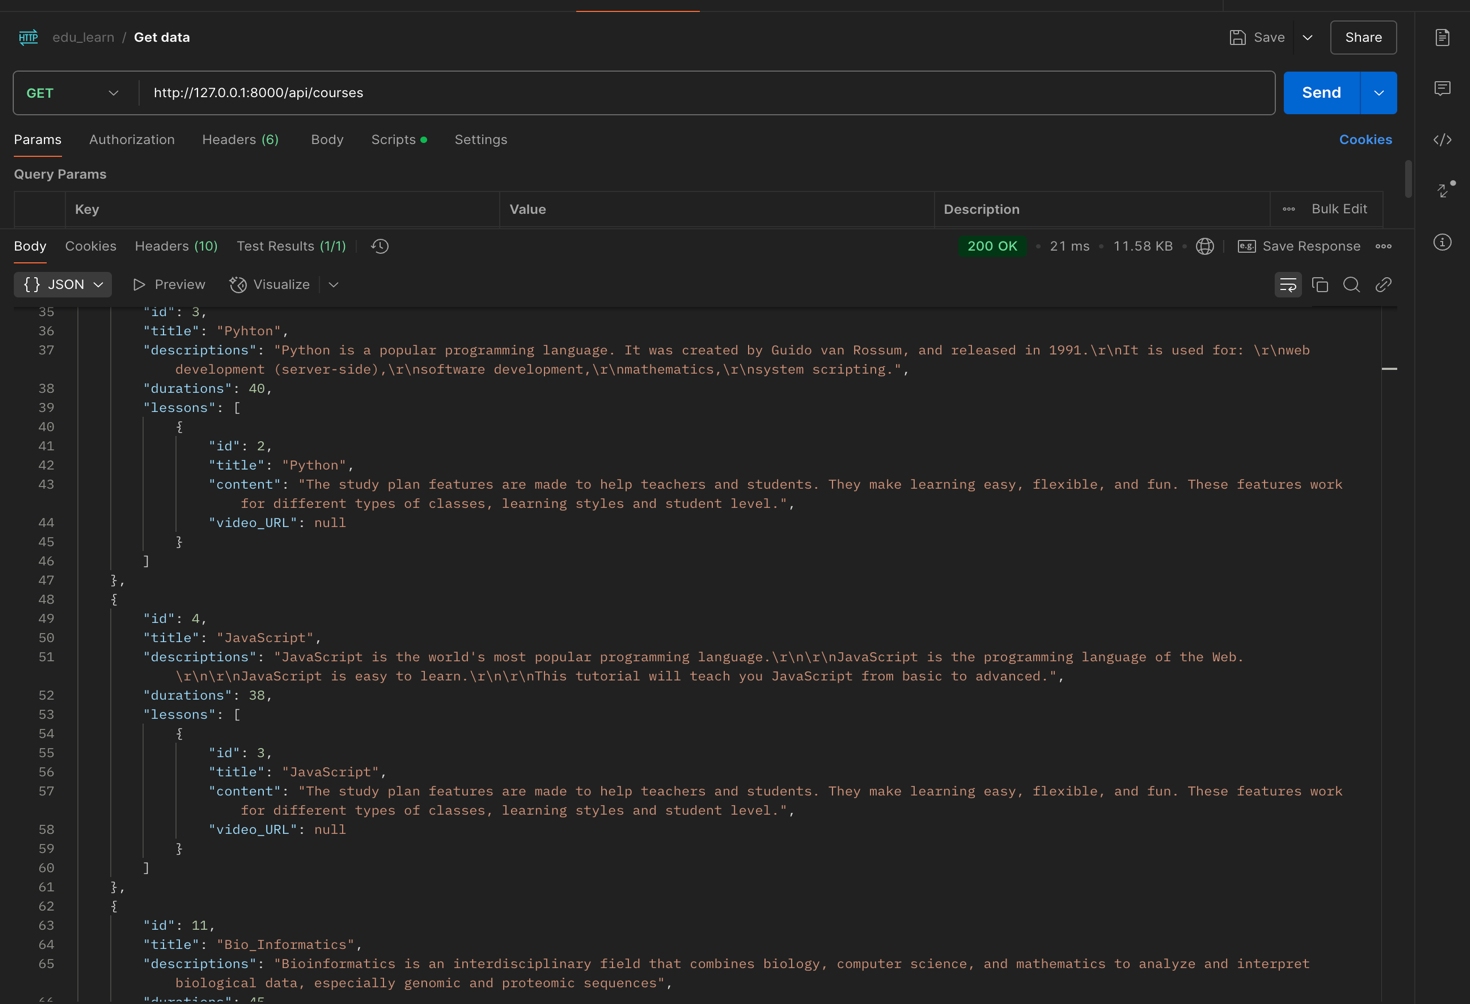 HTTP edu_learn / Get data Save Share
GET http://127.0.0.1:8000/api/courses Send
Params Authorization Headers (6) Body Scripts Settings Cookies
Query Params
Key Value Description Bulk Edit
Body Cookies Headers (10) Test Results (1/1) 200 OK 21 ms 11.58 KB e.g. Save Response
{} JSON Preview Visualize
35 "id": 3,
36 "title": "Pyhton",
37 "descriptions": "Python is a popular programming language. It was created by Guido van Rossum, and released in 1991.\r\nIt is used for: \r\nweb
development (server-side),\r\nsoftware development,\r\nmathematics,\r\nsystem scripting.",
38 "durations": 40,
39 "lessons": [
40 {
41 "id": 2,
42 "title": "Python",
43 "content": "The study plan features are made to help teachers and students. They make learning easy, flexible, and fun. These features work
for different types of classes, learning styles and student level.",
44 "video_URL": null
45 }
46 ]
47 },
48 {
49 "id": 4,
50 "title": "JavaScript",
51 "descriptions": "JavaScript is the world's most popular programming language.\r\n\r\nJavaScript is the programming language of the Web.
\r\n\r\nJavaScript is easy to learn.\r\n\r\nThis tutorial will teach you JavaScript from basic to advanced.",
52 "durations": 38,
53 "lessons": [
54 {
55 "id": 3,
56 "title": "JavaScript",
57 "content": "The study plan features are made to help teachers and students. They make learning easy, flexible, and fun. These features work
for different types of classes, learning styles and student level.",
58 "video_URL": null
59 }
60 ]
61 },
62 {
63 "id": 11,
64 "title": "Bio_Informatics",
65 "descriptions": "Bioinformatics is an interdisciplinary field that combines biology, computer science, and mathematics to analyze and interpret
biological data, especially genomic and proteomic sequences",
66 "durations": 45